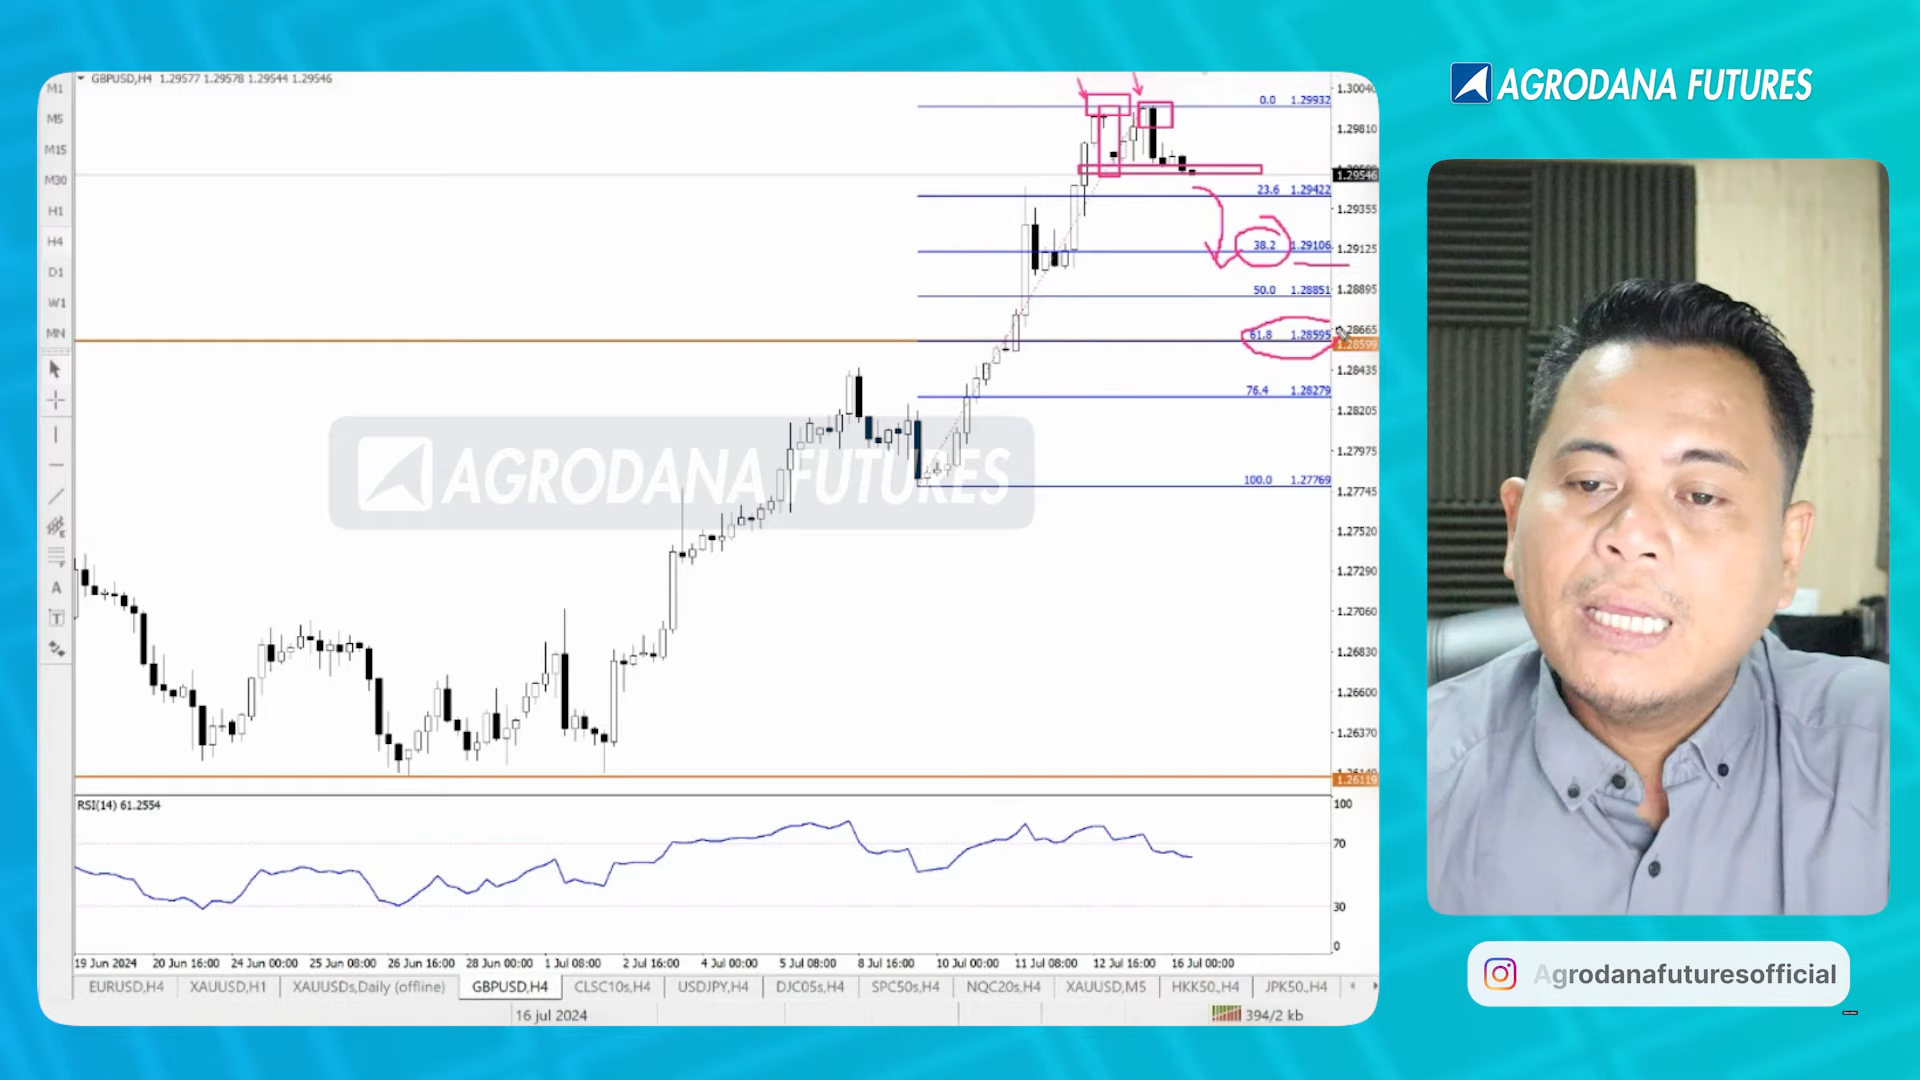 GBPUSD,H4 1.29577 1.29578 1.29544 1.29546
AGRODANA FUTURES
M1
M5
M15
M30
H1
H4
D1
W1
MN
A
T
0.0 1.29932
23.6 1.29422
38.2 1.29106
50.0 1.28851
61.8 1.28595
76.4 1.28279
100.0 1.27769
1.29810
1.29546
1.29355
1.29125
1.28895
1.28665
1.28599
1.28435
1.28205
1.27975
1.27745
1.27520
1.27290
1.27060
1.26830
1.26600
1.26370
1.26119
AGRODANA FUTURES
RSI(14) 61.2554
100
70
30
0
19 Jun 2024 20 Jun 16:00 24 Jun 00:00 25 Jun 08:00 26 Jun 16:00 28 Jun 00:00 1 Jul 08:00 2 Jul 16:00 4 Jul 00:00 5 Jul 08:00 8 Jul 16:00 10 Jul 00:00 11 Jul 08:00 12 Jul 16:00 16 Jul 00:00
EURUSD,H4 XAUUSD,H1 XAUUSDs,Daily (offline) GBPUSD,H4 CLSC10s,H4 USDJPY,H4 DJC05s,H4 SPC50s,H4 NQC20s,H4 XAUUSD,M5 HKK50.,H4 JPK50.,H4
16 jul 2024
394/2 kb
Agrodanafuturesofficial